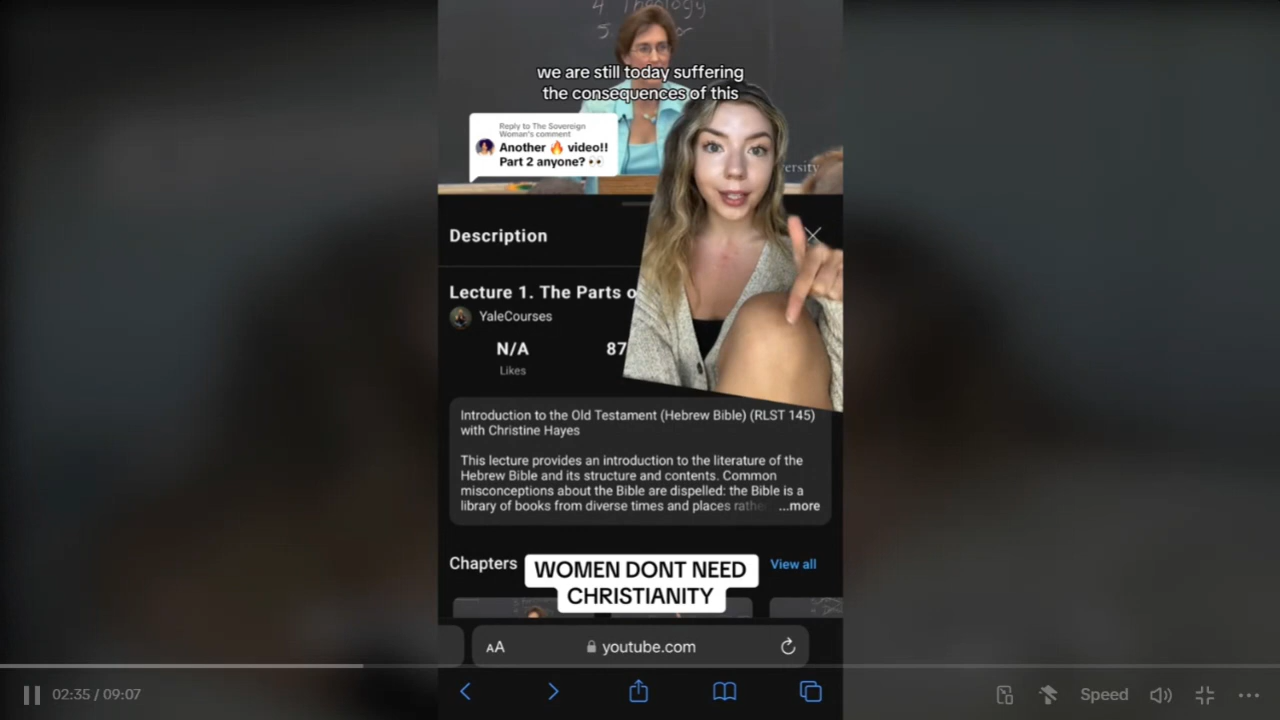 4 Theology
5.
we are still today suffering
the consequences of this
Reply to The Sovereign
Woman's comment
Another 🔥 video!!
Part 2 anyone? 👀
ersity
Description
Lecture 1. The Parts o
YaleCourses
N/A
87
Likes
Introduction to the Old Testament (Hebrew Bible) (RLST 145)
with Christine Hayes
This lecture provides an introduction to the literature of the
Hebrew Bible and its structure and contents. Common
misconceptions about the Bible are dispelled: the Bible is a
library of books from diverse times and places rathe ...more
Chapters
View all
WOMEN DONT NEED
CHRISTIANITY
AA
youtube.com
02:35 / 09:07
Speed